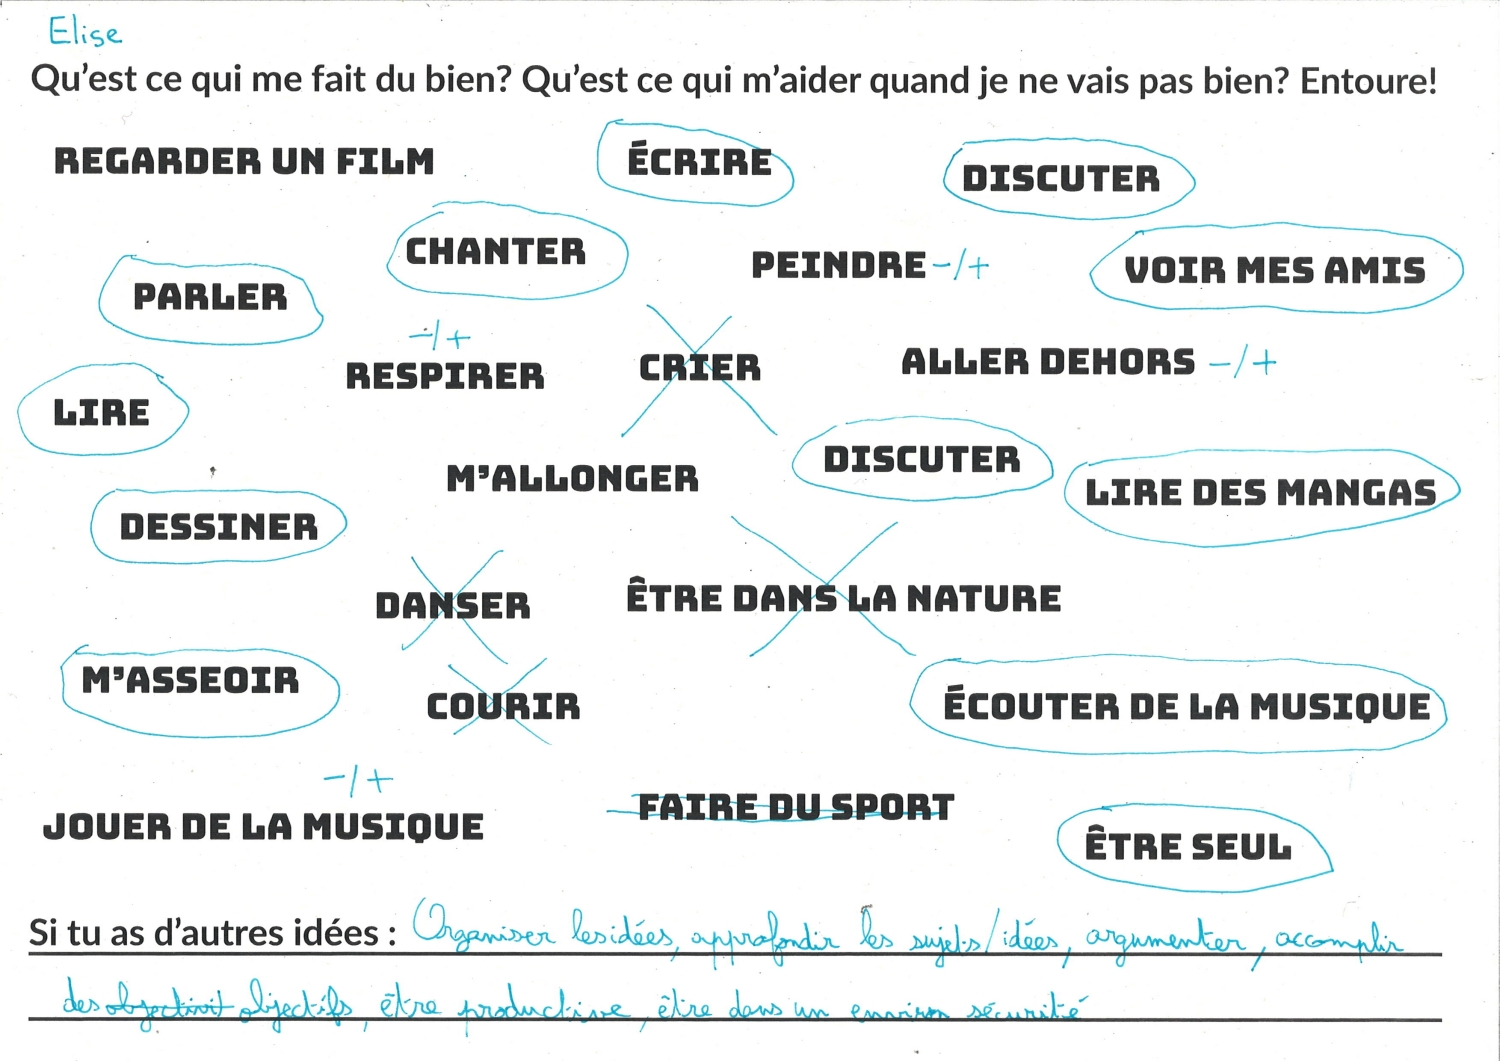 Elise
Qu'est ce qui me fait du bien? Qu'est ce qui m'aider quand je ne vais pas bien? Entoure!
REGARDER UN FILM
ÉCRIRE
DISCUTER
CHANTER
PEINDRE -/+
VOIR MES AMIS
PARLER
-/+
RESPIRER
CRIER
ALLER DEHORS -/+
LIRE
M'ALLONGER
DISCUTER
LIRE DES MANGAS
DESSINER
DANSER
ÊTRE DANS LA NATURE
M'ASSEOIR
COURIR
ÉCOUTER DE LA MUSIQUE
-/+
JOUER DE LA MUSIQUE
FAIRE DU SPORT
ÊTRE SEUL
Si tu as d'autres idées : Organiser les idées, approfondir les sujets/idées, argumenter, accomplir
des objectifs, être productive, être dans un environ sécurité